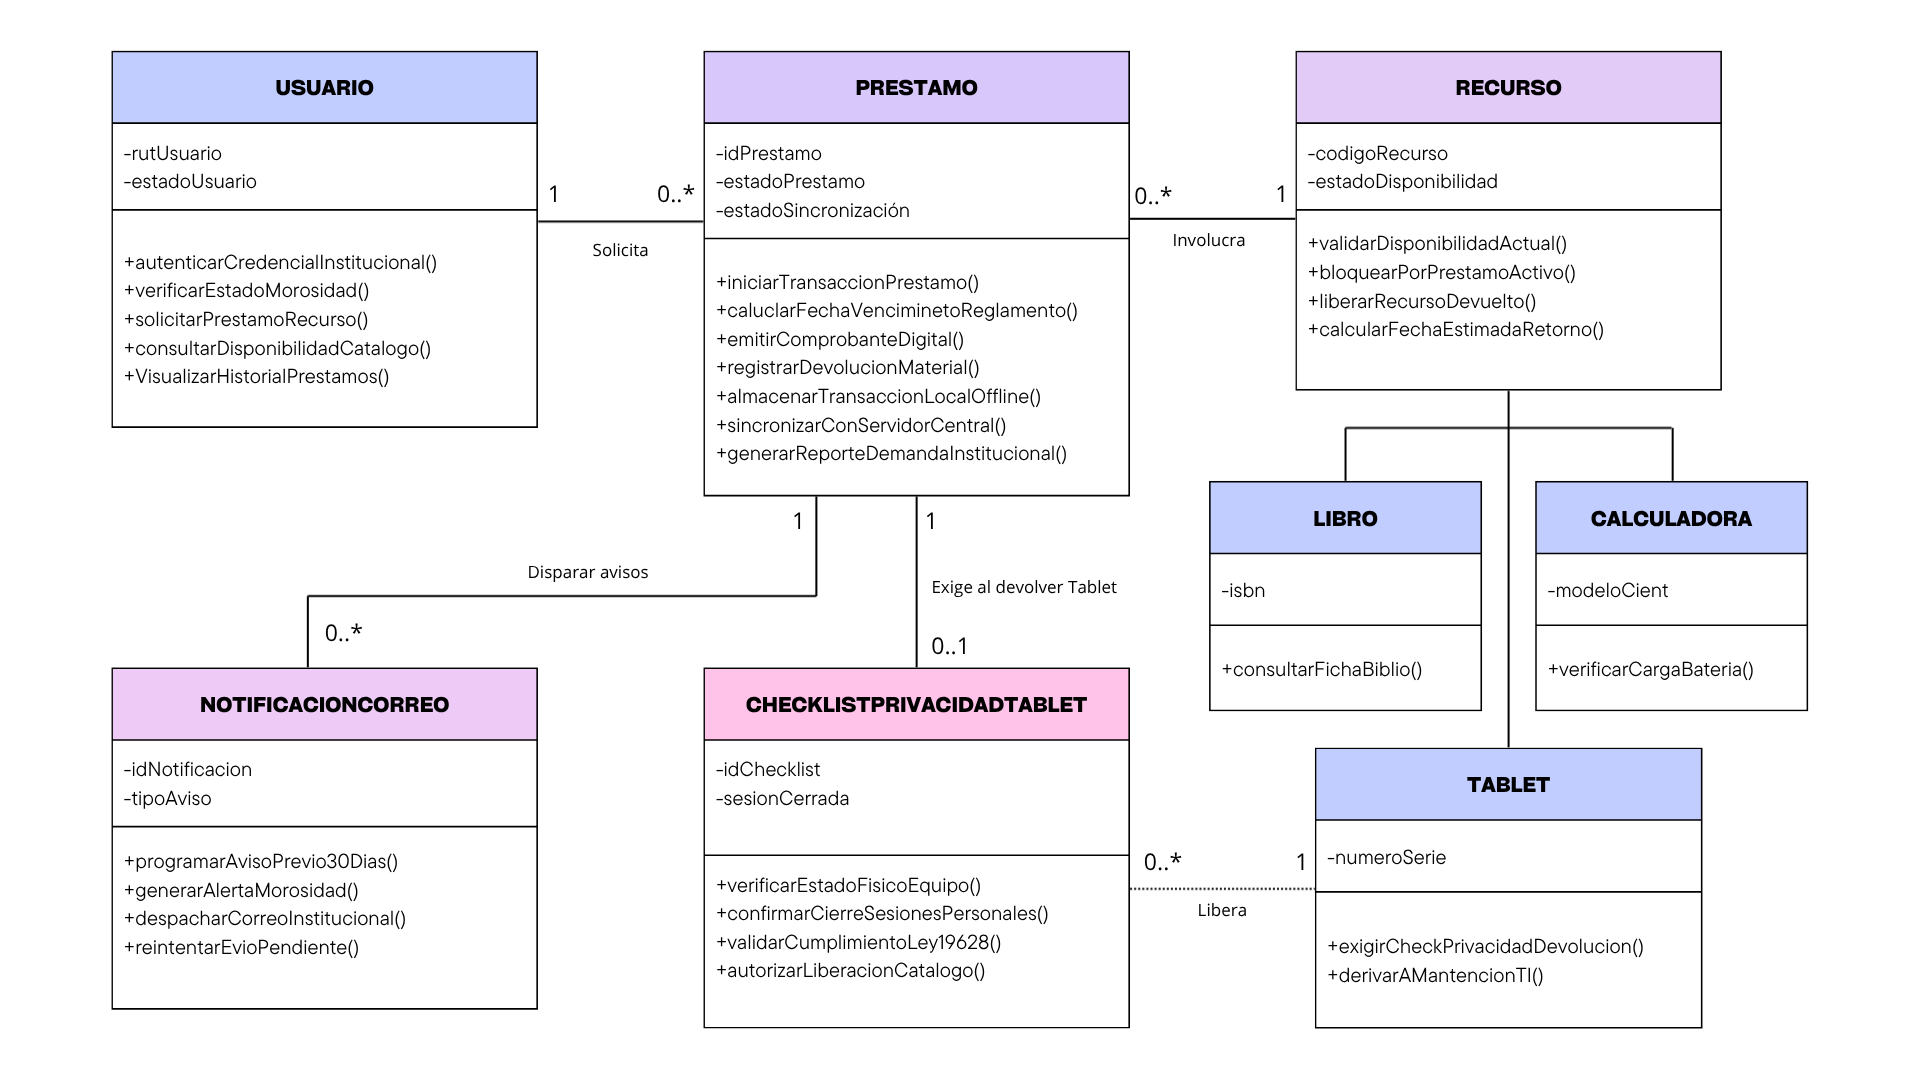 USUARIO
-rutUsuario
-estadoUsuario
+autenticarCredencialInstitucional()
+verificarEstadoMorosidad()
+solicitarPrestamoRecurso()
+consultarDisponibilidadCatalogo()
+VisualizarHistorialPrestamos()
1
0..*
Solicita
PRESTAMO
-idPrestamo
-estadoPrestamo
-estadoSincronización
+iniciarTransaccionPrestamo()
+caluclarFechaVenciminetoReglamento()
+emitirComprobanteDigital()
+registrarDevolucionMaterial()
+almacenarTransaccionLocalOffline()
+sincronizarConServidorCentral()
+generarReporteDemandaInstitucional()
0..*
1
Involucra
RECURSO
-codigoRecurso
-estadoDisponibilidad
+validarDisponibilidadActual()
+bloquearPorPrestamoActivo()
+liberarRecursoDevuelto()
+calcularFechaEstimadaRetorno()
1
Disparar avisos
0..*
1
Exige al devolver Tablet
0..1
LIBRO
-isbn
+consultarFichaBiblio()
CALCULADORA
-modeloCient
+verificarCargaBateria()
NOTIFICACIONCORREO
-idNotificacion
-tipoAviso
+programarAvisoPrevio30Dias()
+generarAlertaMorosidad()
+despacharCorreoInstitucional()
+reintentarEvioPendiente()
CHECKLISTPRIVACIDADTABLET
-idChecklist
-sesionCerrada
+verificarEstadoFisicoEquipo()
+confirmarCierreSesionesPersonales()
+validarCumplimientoLey19628()
+autorizarLiberacionCatalogo()
0..*
1
Libera
TABLET
-numeroSerie
+exigirCheckPrivacidadDevolucion()
+derivarAMantencionTI()